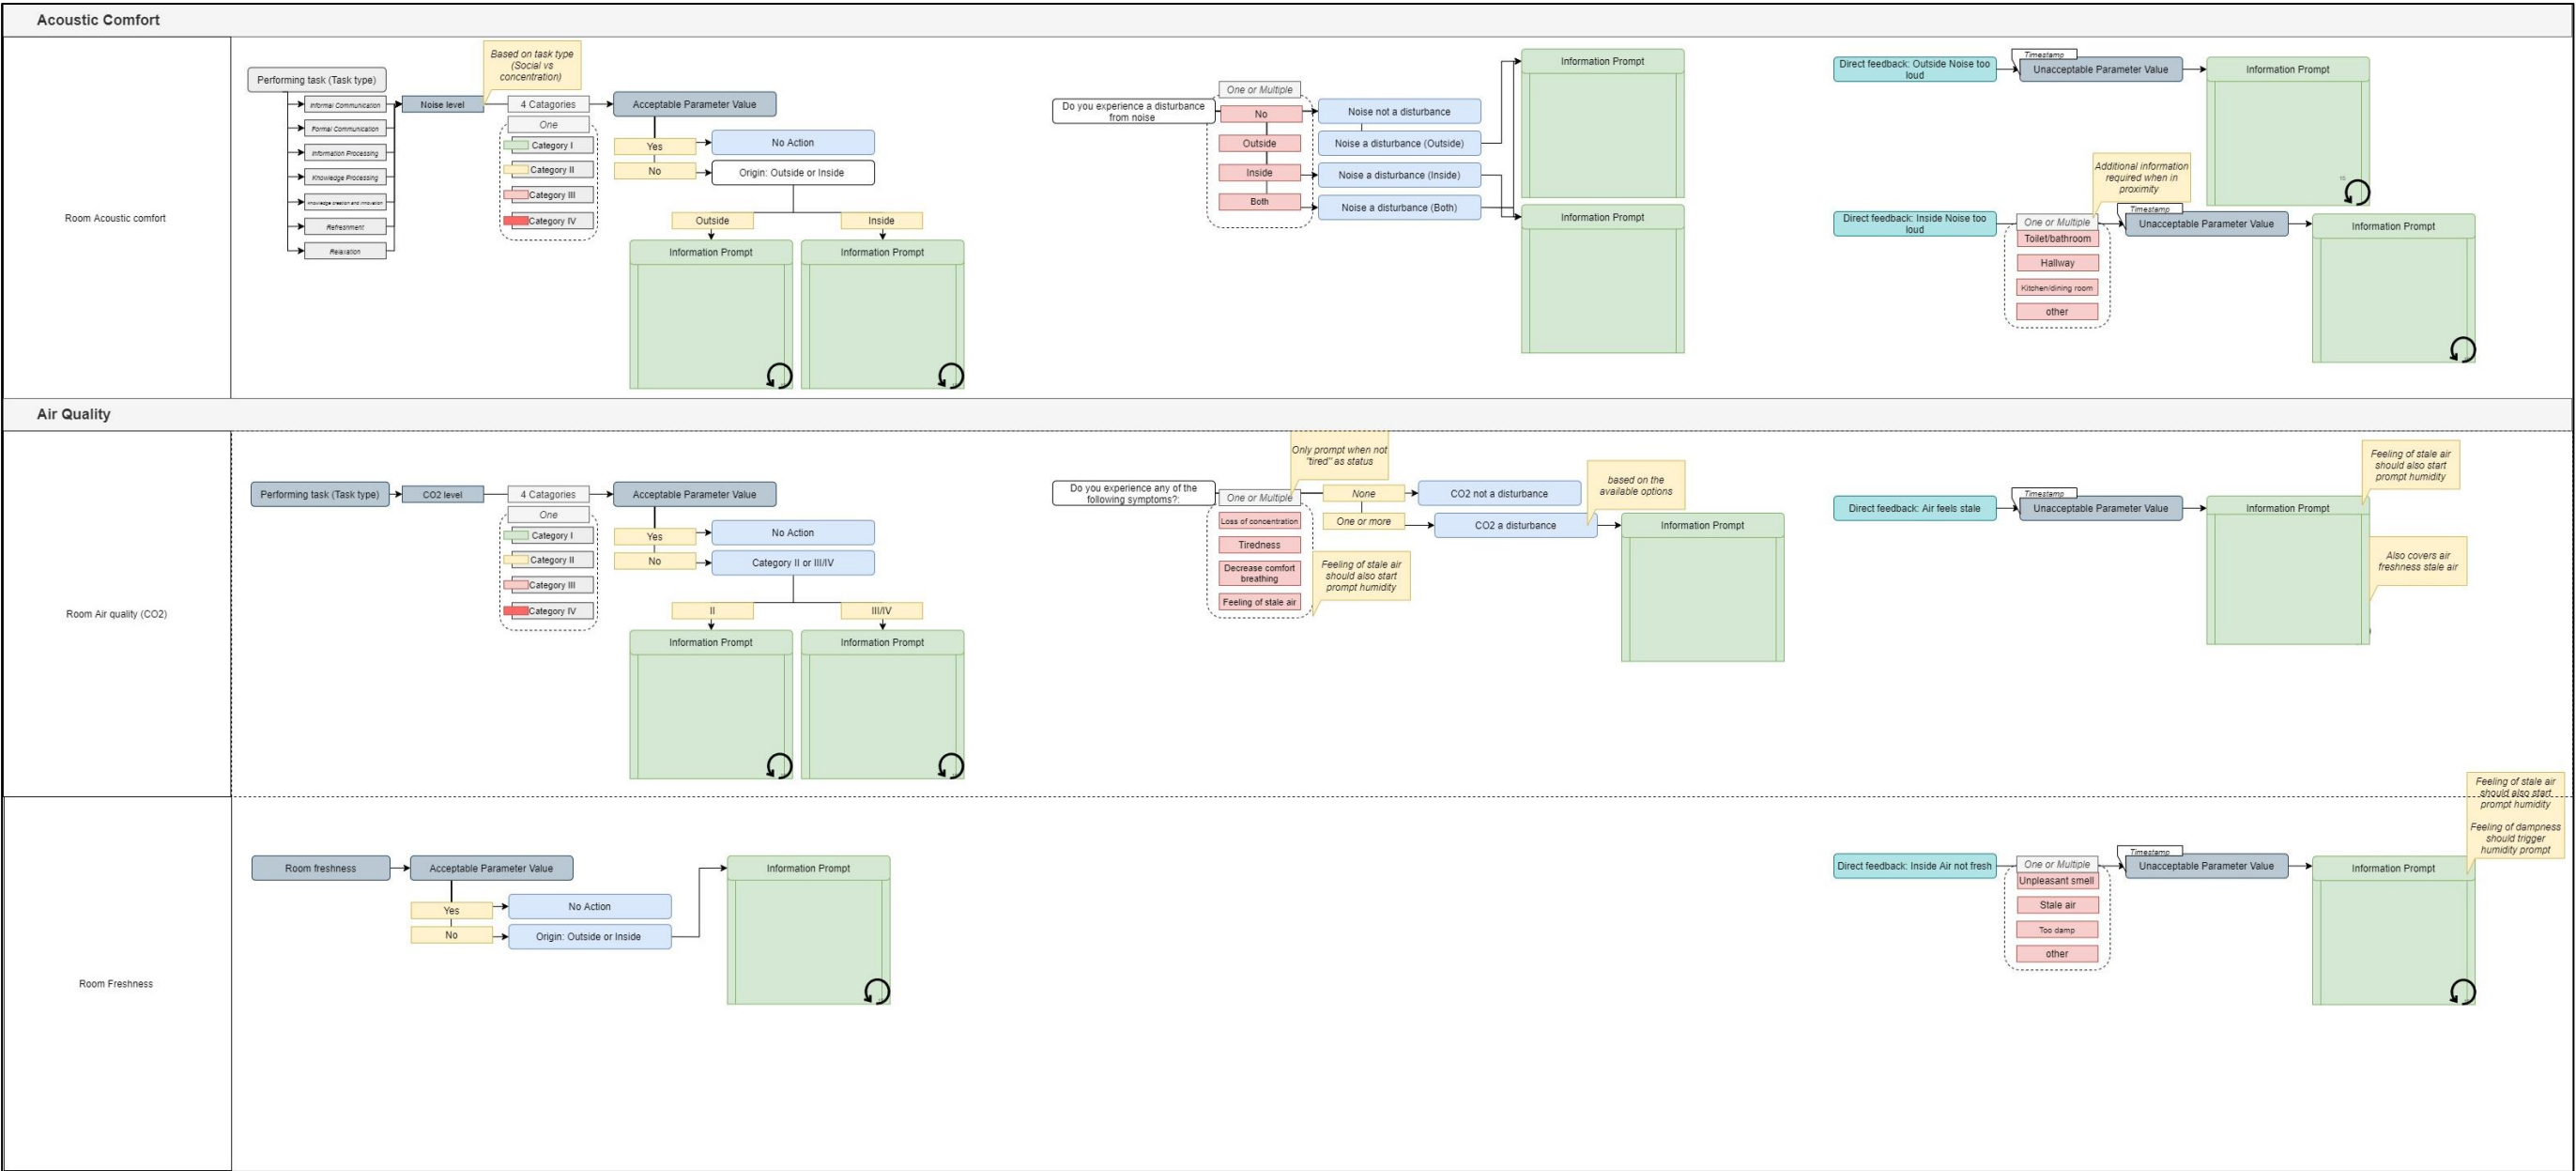 Acoustic Comfort
Room Acoustic comfort
Performing task (Task type)
Informal Communication
Formal Communication
Information Processing
Knowledge Processing
Knowledge creation and innovation
Refreshment
Relaxation
Noise level
Based on task type
(Social vs
concentration)
4 Catagories
One
Category I
Category II
Category III
Category IV
Acceptable Parameter Value
Yes
No Action
No
Origin: Outside or Inside
Outside
Inside
Information Prompt
Information Prompt
Do you experience a disturbance
from noise
One or Multiple
No
Outside
Inside
Both
Noise not a disturbance
Noise a disturbance (Outside)
Noise a disturbance (Inside)
Noise a disturbance (Both)
Information Prompt
Information Prompt
Direct feedback: Outside Noise too
loud
Timestamp
Unacceptable Parameter Value
Information Prompt
Additional information
required when in
proximity
Direct feedback: Inside Noise too
loud
One or Multiple
Toilet/bathroom
Hallway
Kitchen/dining room
other
Timestamp
Unacceptable Parameter Value
Information Prompt
Air Quality
Room Air quality (CO2)
Performing task (Task type)
CO2 level
4 Catagories
One
Category I
Category II
Category III
Category IV
Acceptable Parameter Value
Yes
No Action
No
Category II or III/IV
II
III/IV
Information Prompt
Information Prompt
Do you experience any of the
following symptoms?:
Only prompt when not
"tired" as status
One or Multiple
Loss of concentration
Tiredness
Decrease comfort
breathing
Feeling of stale air
None
One or more
CO2 not a disturbance
CO2 a disturbance
based on the
available options
Feeling of stale air
should also start
prompt humidity
Information Prompt
Direct feedback: Air feels stale
Timestamp
Unacceptable Parameter Value
Information Prompt
Feeling of stale air
should also start
prompt humidity
Also covers air
freshness stale air
Room Freshness
Room freshness
Acceptable Parameter Value
Yes
No Action
No
Origin: Outside or Inside
Information Prompt
Direct feedback: Inside Air not fresh
One or Multiple
Unpleasant smell
Stale air
Too damp
other
Timestamp
Unacceptable Parameter Value
Information Prompt
Feeling of stale air
should also start
prompt humidity
Feeling of dampness
should trigger
humidity prompt